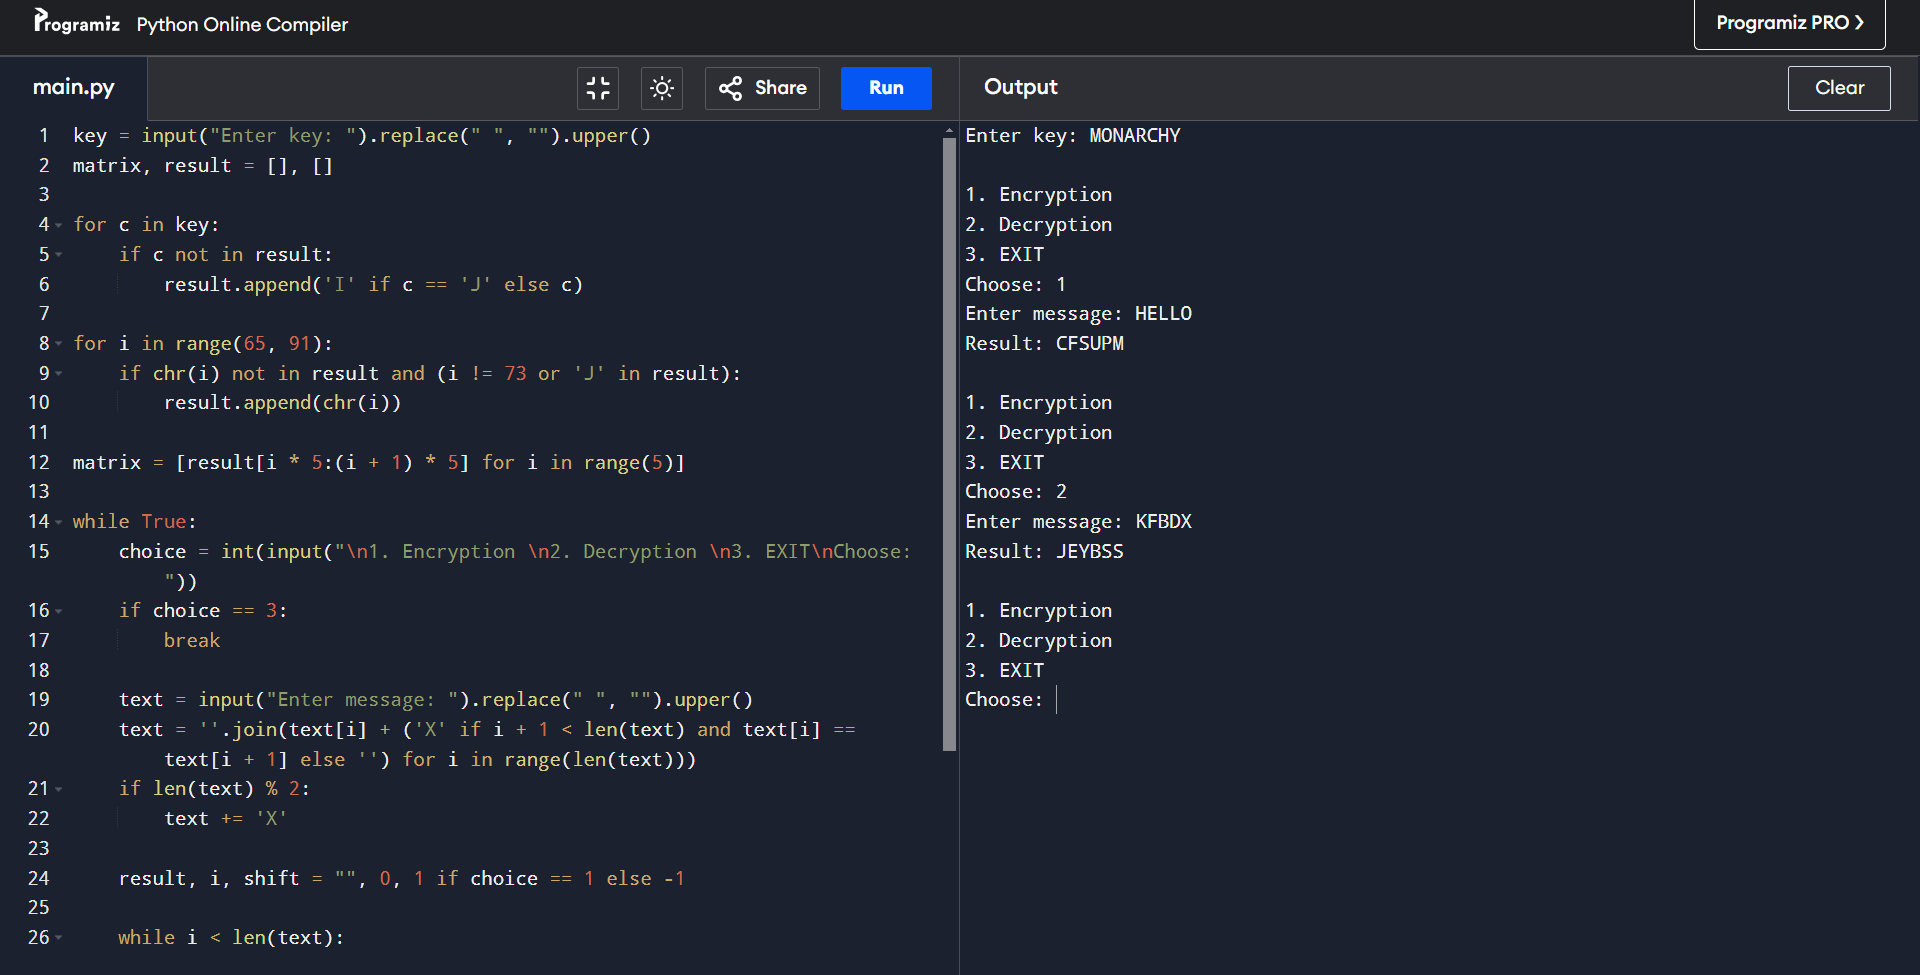 Programiz Python Online Compiler
Programiz PRO ❯
main.py
Share
Run
Output
Clear
1 key = input("Enter key: ").replace(" ", "").upper()
2 matrix, result = [], []
3
4 for c in key:
5     if c not in result:
6         result.append('I' if c == 'J' else c)
7
8 for i in range(65, 91):
9     if chr(i) not in result and (i != 73 or 'J' in result):
10         result.append(chr(i))
11
12 matrix = [result[i * 5:(i + 1) * 5] for i in range(5)]
13
14 while True:
15     choice = int(input("\n1. Encryption \n2. Decryption \n3. EXIT\nChoose:
        "))
16     if choice == 3:
17         break
18
19     text = input("Enter message: ").replace(" ", "").upper()
20     text = ''.join(text[i] + ('X' if i + 1 < len(text) and text[i] ==
        text[i + 1] else '') for i in range(len(text)))
21     if len(text) % 2:
22         text += 'X'
23
24     result, i, shift = "", 0, 1 if choice == 1 else -1
25
26     while i < len(text):
Enter key: MONARCHY
1. Encryption
2. Decryption
3. EXIT
Choose: 1
Enter message: HELLO
Result: CFSUPM
1. Encryption
2. Decryption
3. EXIT
Choose: 2
Enter message: KFBDX
Result: JEYBSS
1. Encryption
2. Decryption
3. EXIT
Choose: